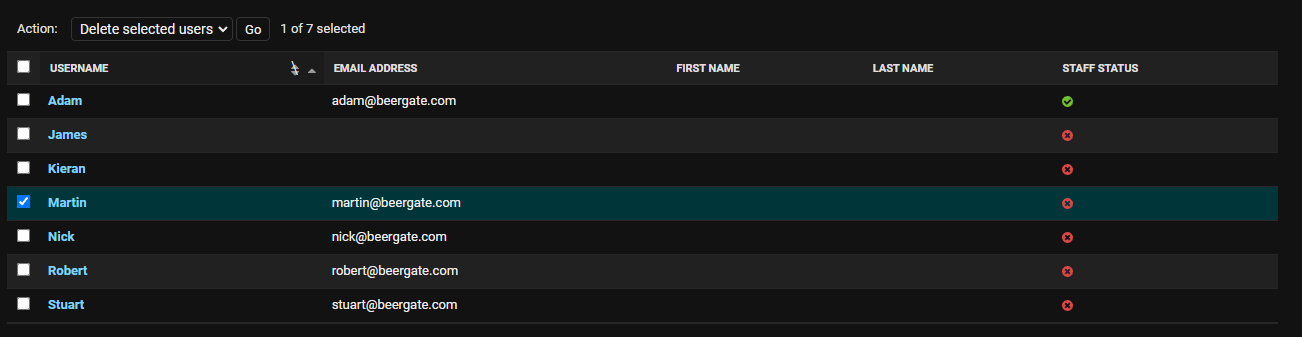 Action: Delete selected users Go 1 of 7 selected
USERNAME EMAIL ADDRESS FIRST NAME LAST NAME STAFF STATUS
Adam adam@beergate.com
James
Kieran
Martin martin@beergate.com
Nick nick@beergate.com
Robert robert@beergate.com
Stuart stuart@beergate.com